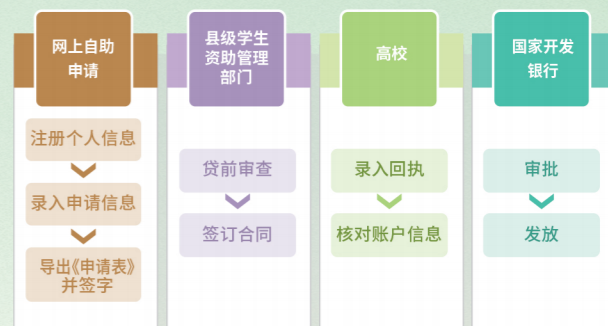 网上自助
申请
注册个人信息
录入申请信息
导出《申请表》
并签字
县级学生
资助管理
部门
贷前审查
签订合同
高校
录入回执
核对账户信息
国家开发
银行
审批
发放